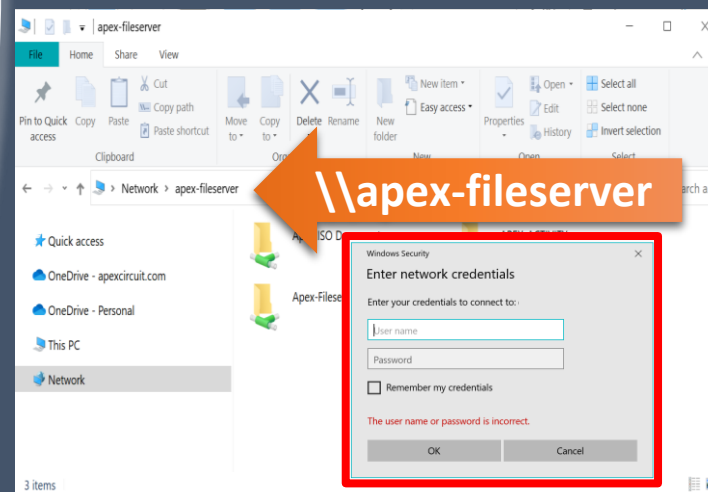 apex-fileserver
File Home Share View
Pin to Quick access
Copy
Paste
Cut
Copy path
Paste shortcut
Move to
Copy to
Delete
Rename
New folder
New item
Easy access
Properties
Open
Edit
History
Select all
Select none
Invert selection
Clipboard
New
Open
Select
Network > apex-fileserver
\\apex-fileserver
Quick access
OneDrive - apexcircuit.com
OneDrive - Personal
This PC
Network
ISO
APEX-ACTIVITY
Windows Security
Enter network credentials
Enter your credentials to connect to:
User name
Password
Remember my credentials
The user name or password is incorrect.
OK Cancel
3 items